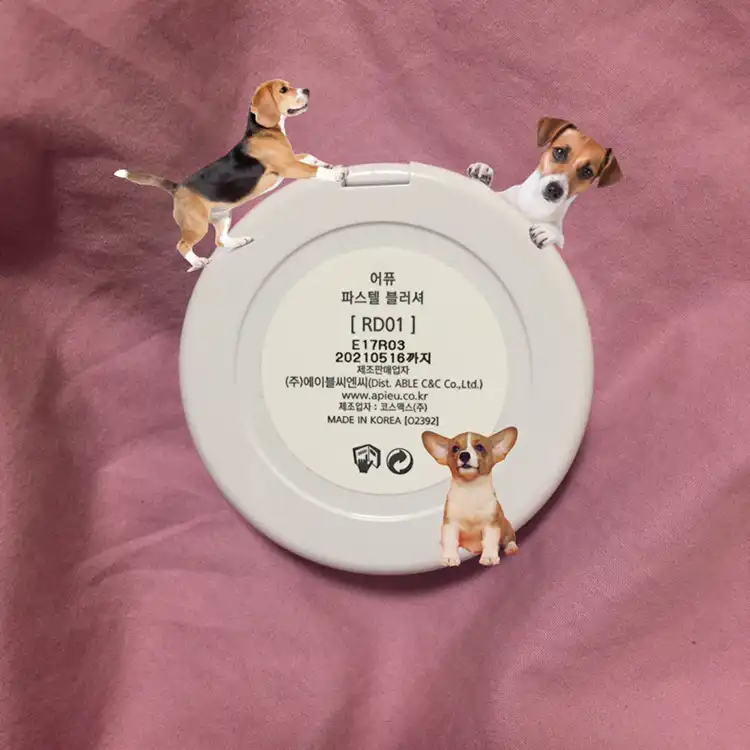 어퓨
파스텔 블러셔
[ RD01 ]
E17R03
20210516까지
제조판매업자
(주)에이블씨엔씨(Dist. ABLE C&C Co.,Ltd.)
www.apieu.co.kr
제조업자 : 코스맥스(주)
MADE IN KOREA [O2392]